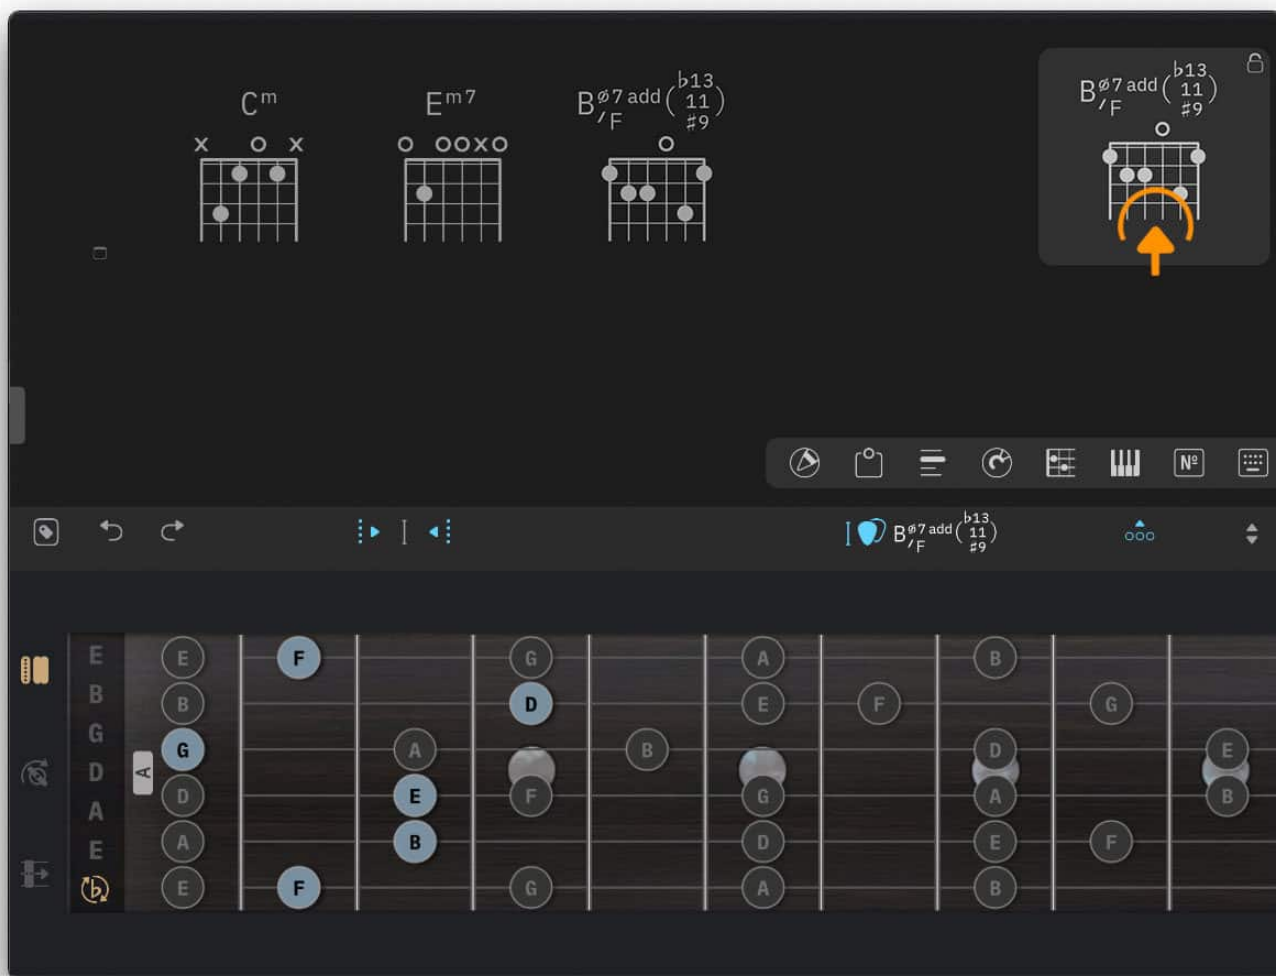 Cm
Em7
Bø7 add(♭13 11 #9)/F
Bø7 add(♭13 11 #9)/F
x o x
o o o x o
o
o
Nº
Bø7 add(♭13 11 #9)/F
E E F G A B
B B D E F G
G G A B D E
D A D E F G A B
A A B D E F
E E F G A B
♭